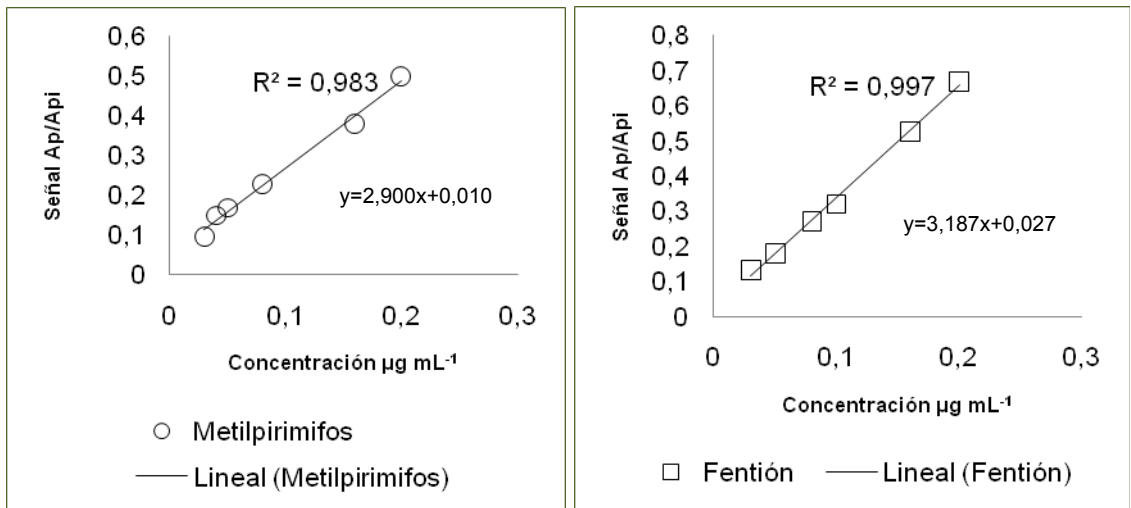 0,6
0,5
0,4
0,3
0,2
0,1
0
Señal Ap/Api
R² = 0,983
y=2,900x+0,010
0
0,1
0,2
0,3
Concentración µg mL⁻¹
Metilpirimifos
Lineal (Metilpirimifos)
0,8
0,7
0,6
0,5
0,4
0,3
0,2
0,1
0
Señal Ap/Api
R² = 0,997
y=3,187x+0,027
0
0,1
0,2
0,3
Concentración µg mL⁻¹
Fentión
Lineal (Fentión)